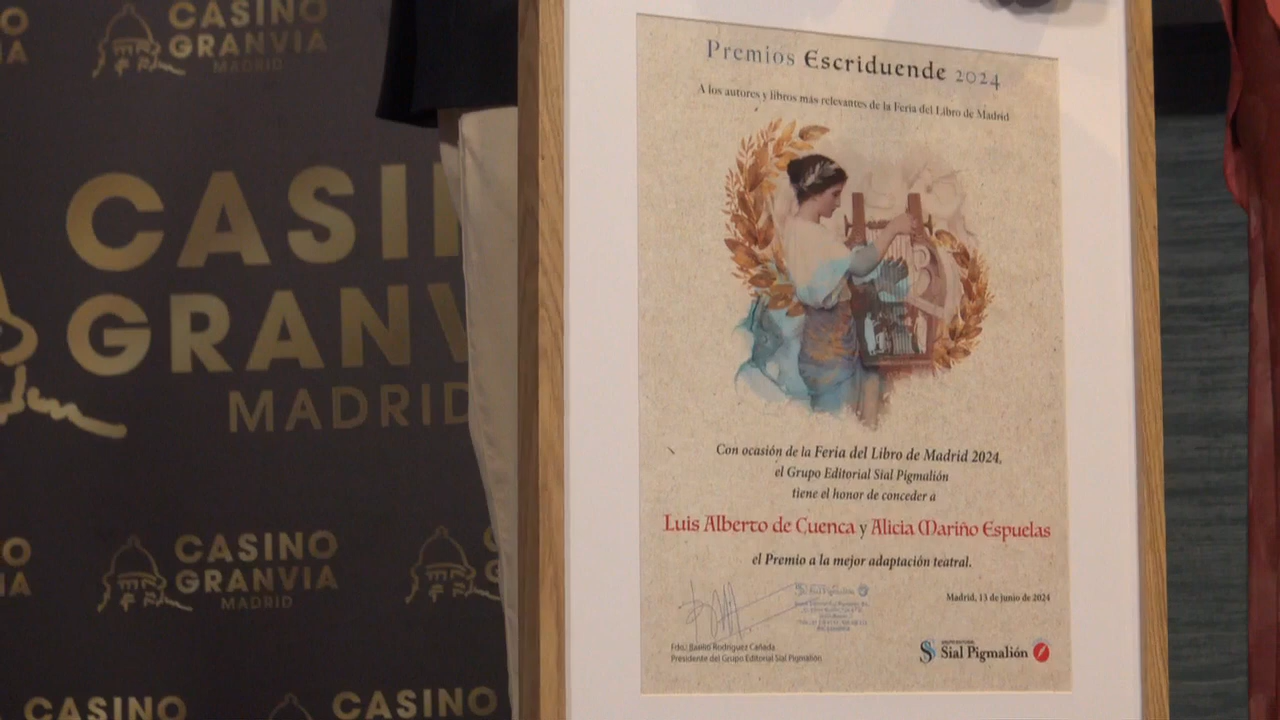 CASINO
GRANVIA
MADRID
CASI
GRANV
MADRID
CASINO
GRANVIA
MADRID
CASINO
CASINO
Premios Escriduende 2024
A los autores y libros más relevantes de la Feria del Libro de Madrid
Con ocasión de la Feria del Libro de Madrid 2024,
el Grupo Editorial Sial Pigmalión
tiene el honor de conceder a
Luis Alberto de Cuenca y Alicia Mariño Espuelas
el Premio a la mejor adaptación teatral.
Madrid, 13 de junio de 2024
Fdo.: Basilio Rodríguez Cañada
Presidente del Grupo Editorial Sial Pigmalión
Sial Pigmalión